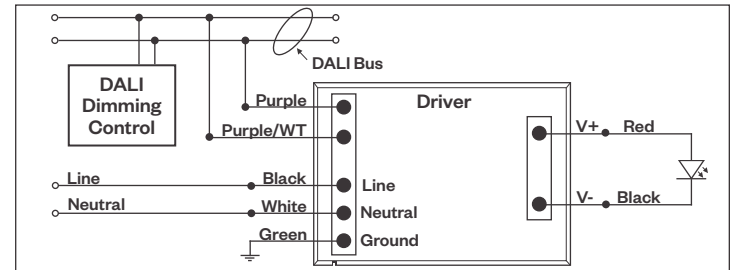 DALI Bus
DALI
Dimming
Control
Purple
Driver
Purple/WT
V+ Red
Line Black Line
V- Black
Neutral White Neutral
Green Ground